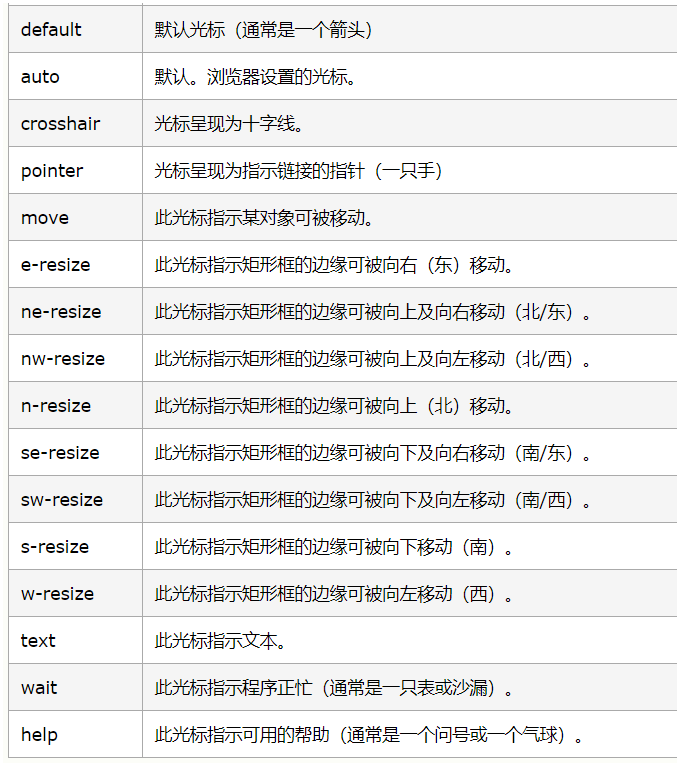 default 默认光标（通常是一个箭头）
auto 默认。浏览器设置的光标。
crosshair 光标呈现为十字线。
pointer 光标呈现为指示链接的指针（一只手）
move 此光标指示某对象可被移动。
e-resize 此光标指示矩形框的边缘可被向右（东）移动。
ne-resize 此光标指示矩形框的边缘可被向上及向右移动（北/东）。
nw-resize 此光标指示矩形框的边缘可被向上及向左移动（北/西）。
n-resize 此光标指示矩形框的边缘可被向上（北）移动。
se-resize 此光标指示矩形框的边缘可被向下及向右移动（南/东）。
sw-resize 此光标指示矩形框的边缘可被向下及向左移动（南/西）。
s-resize 此光标指示矩形框的边缘可被向下移动（南）。
w-resize 此光标指示矩形框的边缘可被向左移动（西）。
text 此光标指示文本。
wait 此光标指示程序正忙（通常是一只表或沙漏）。
help 此光标指示可用的帮助（通常是一个问号或一个气球）。